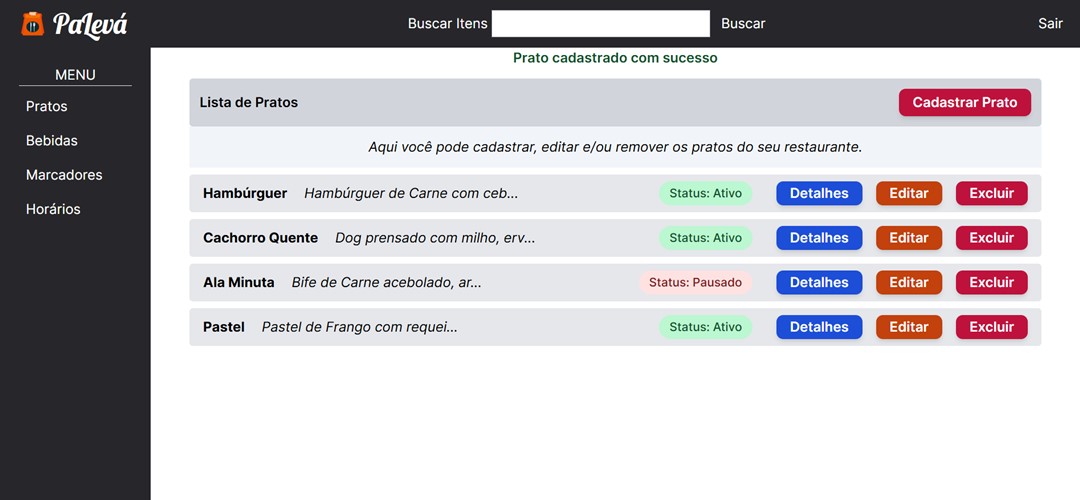 PaLevá
Buscar Itens
Buscar
Sair
MENU
Pratos
Bebidas
Marcadores
Horários
Prato cadastrado com sucesso
Lista de Pratos
Cadastrar Prato
Aqui você pode cadastrar, editar e/ou remover os pratos do seu restaurante.
Hambúrguer Hambúrguer de Carne com ceb... Status: Ativo Detalhes Editar Excluir
Cachorro Quente Dog prensado com milho, erv... Status: Ativo Detalhes Editar Excluir
Ala Minuta Bife de Carne acebolado, ar... Status: Pausado Detalhes Editar Excluir
Pastel Pastel de Frango com requei... Status: Ativo Detalhes Editar Excluir